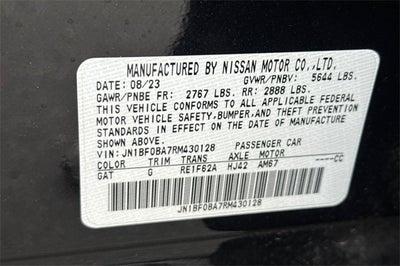 MANUFACTURED BY NISSAN MOTOR CO.,LTD.
DATE: 08/23 GVWR/PNBV: 5644 LBS.
GAWR/PNBE FR: 2767 LBS. RR: 2888 LBS.
THIS VEHICLE CONFORMS TO ALL APPLICABLE FEDERAL
MOTOR VEHICLE SAFETY,BUMPER,AND THEFT PREVENTION
STANDARDS IN EFFECT ON THE DATE OF MANUFACTURE
SHOWN ABOVE.
VIN: JN1BF0BA7RM430128 PASSENGER CAR
COLOR TRIM TRANS AXLE MOTOR ----CC
GAT G RE1F62A HJ42 AM67
JN1BF0BA7RM430128